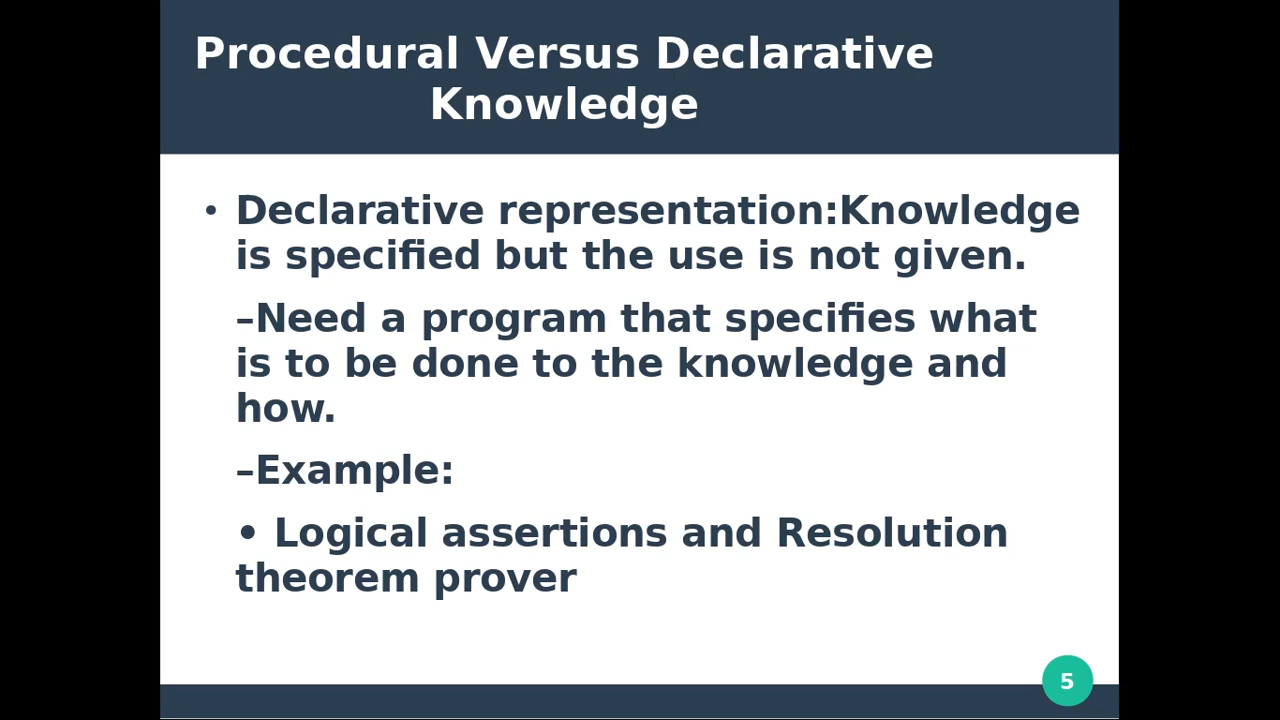 Procedural Versus Declarative
Knowledge
• Declarative representation:Knowledge
is specified but the use is not given.
–Need a program that specifies what
is to be done to the knowledge and
how.
–Example:
• Logical assertions and Resolution
theorem prover
5